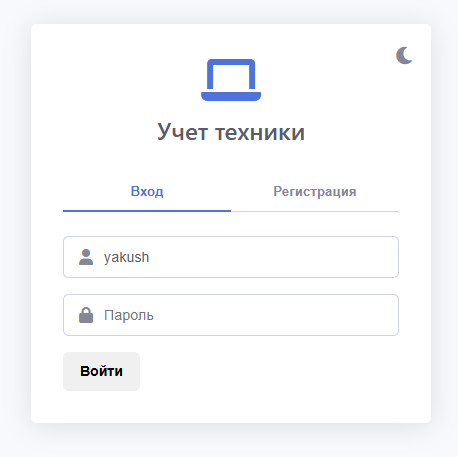 Учет техники
Вход
Регистрация
yakush
Пароль
Войти